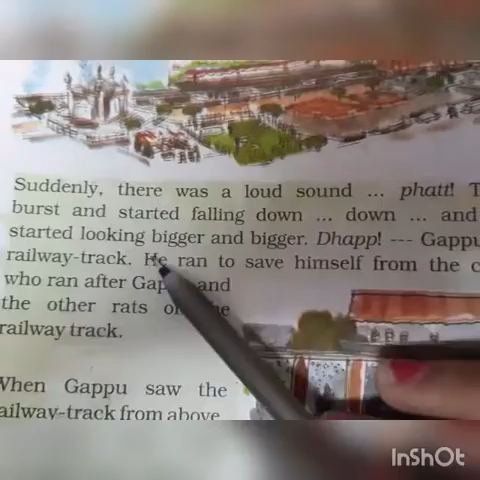 Suddenly, there was a loud sound ... phatt!
burst and started falling down ... down ... and
started looking bigger and bigger. Dhapp! --- Gappu
railway-track. He ran to save himself from the
who ran after and
the other rats
railway track.
When Gappu saw the
railway-track from above
InShOt